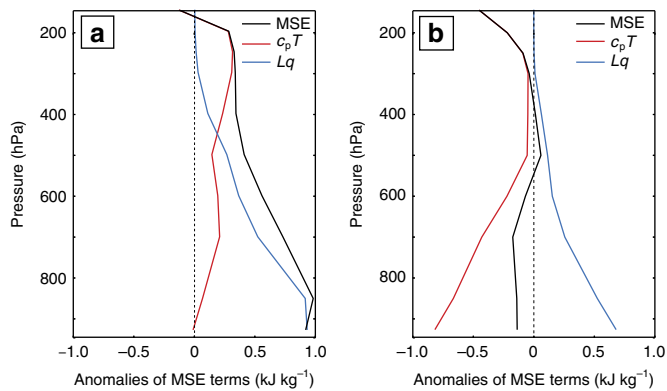 a
MSE
cₚT
Lq
200
400
600
800
Pressure (hPa)
−1.0 −0.5 0 0.5 1.0
Anomalies of MSE terms (kJ kg⁻¹)
b
MSE
cₚT
Lq
200
400
600
800
Pressure (hPa)
−1.0 −0.5 0 0.5 1.0
Anomalies of MSE terms (kJ kg⁻¹)